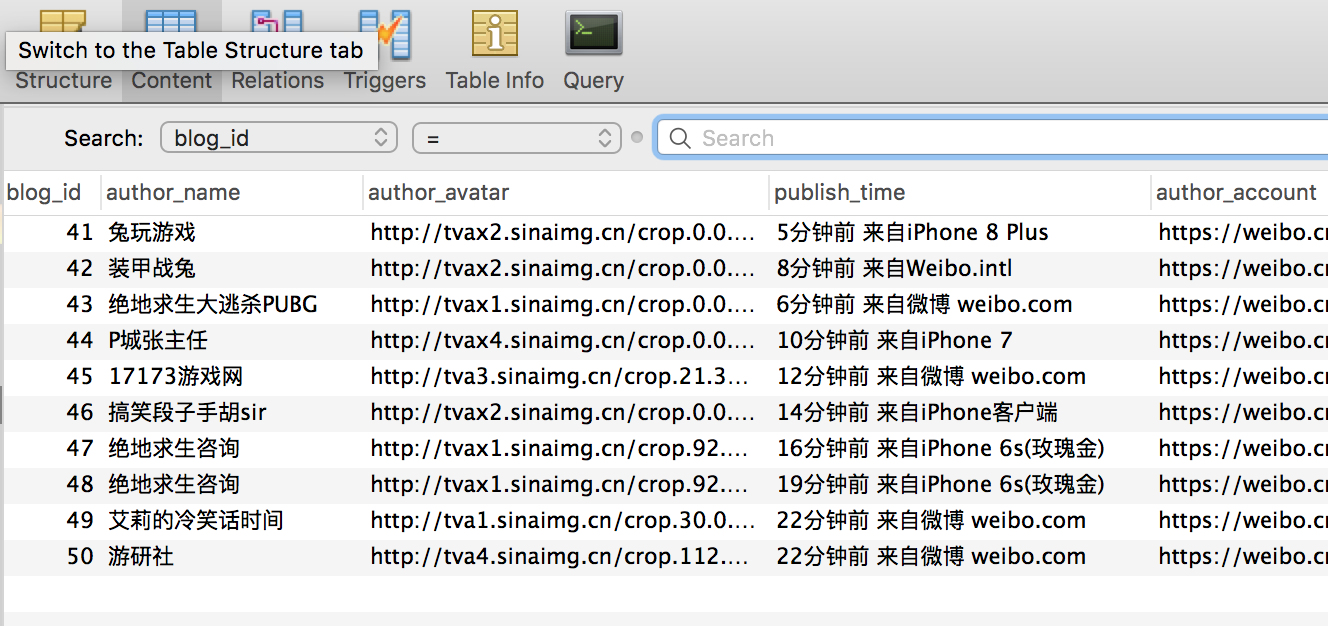 Switch to the Table Structure tab
Structure Content Relations Triggers Table Info Query
Search: blog_id = Search
blog_id author_name author_avatar publish_time author_account
41 兔玩游戏 http://tvax2.sinaimg.cn/crop.0.0.... 5分钟前 来自iPhone 8 Plus https://weibo.cn
42 装甲战兔 http://tvax2.sinaimg.cn/crop.0.0.... 8分钟前 来自Weibo.intl https://weibo.cn
43 绝地求生大逃杀PUBG http://tvax1.sinaimg.cn/crop.0.0.... 6分钟前 来自微博 weibo.com https://weibo.cn
44 P城张主任 http://tvax4.sinaimg.cn/crop.0.0.... 10分钟前 来自iPhone 7 https://weibo.cn
45 17173游戏网 http://tva3.sinaimg.cn/crop.21.3... 12分钟前 来自微博 weibo.com https://weibo.cn
46 搞笑段子手胡sir http://tvax2.sinaimg.cn/crop.0.0.... 14分钟前 来自iPhone客户端 https://weibo.cn
47 绝地求生咨询 http://tvax1.sinaimg.cn/crop.92.... 16分钟前 来自iPhone 6s(玫瑰金) https://weibo.cn
48 绝地求生咨询 http://tvax1.sinaimg.cn/crop.92.... 19分钟前 来自iPhone 6s(玫瑰金) https://weibo.cn
49 艾莉的冷笑话时间 http://tva1.sinaimg.cn/crop.30.0.... 22分钟前 来自微博 weibo.com https://weibo.cn
50 游研社 http://tva4.sinaimg.cn/crop.112.... 22分钟前 来自微博 weibo.com https://weibo.cn